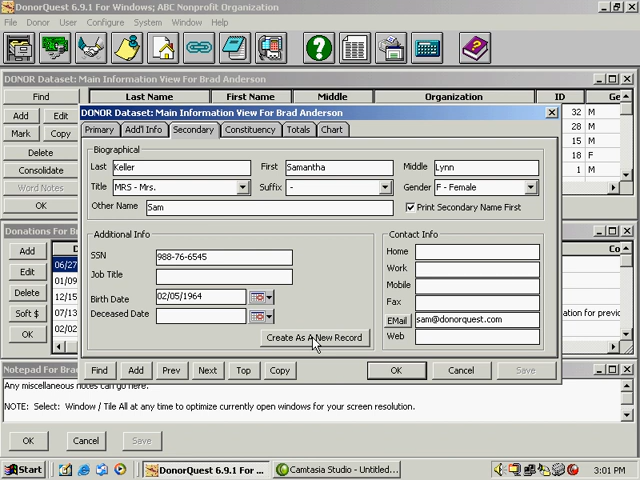 DonorQuest 6.9.1 For Windows; ABC Nonprofit Organization
Donor User Configure System Window Help
DONOR Dataset: Main Information View For Brad Anderson
Find Last Name First Name Middle Organization ID Ge
Add Edit 32 M
28 M
Mark Copy 15 M
Delete 18 F
Consolidate 1 M
Word Notes
OK
DONOR Dataset: Main Information View For Brad Anderson
Primary Add'l Info Secondary Constituency Totals Chart
Biographical
Last Keller First Samantha Middle Lynn
Title MRS - Mrs. Suffix - Gender F - Female
Other Name Sam Print Secondary Name First
Additional Info
SSN 988-76-6545
Job Title
Birth Date 02/05/1964
Deceased Date
Create As A New Record
Contact Info
Home
Work
Mobile
Fax
EMail sam@donorquest.com
Web
Find Add Prev Next Top Copy OK Cancel Save
Donations For B
Add D Co
Edit 06/27
01/09
Delete 12/15
Soft $ 07/13 ation for previo
OK 02/02
Notepad For Brad
Any miscellaneous notes can go here.
NOTE: Select: Window / Tile All at any time to optimize currently open windows for your screen resolution.
OK Cancel Save
Start DonorQuest 6.9.1 For ... Camtasia Studio - Untitled... 3:01 PM